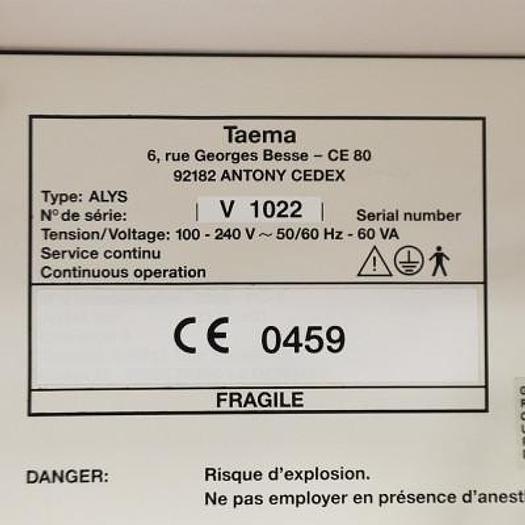 Taema
6, rue Georges Besse – CE 80
92182 ANTONY CEDEX
Type: ALYS
N° de série: V 1022 Serial number
Tension/Voltage: 100 - 240 V ~ 50/60 Hz - 60 VA
Service continu
Continuous operation
CE 0459
FRAGILE
DANGER: Risque d'explosion.
Ne pas employer en présence d'anest